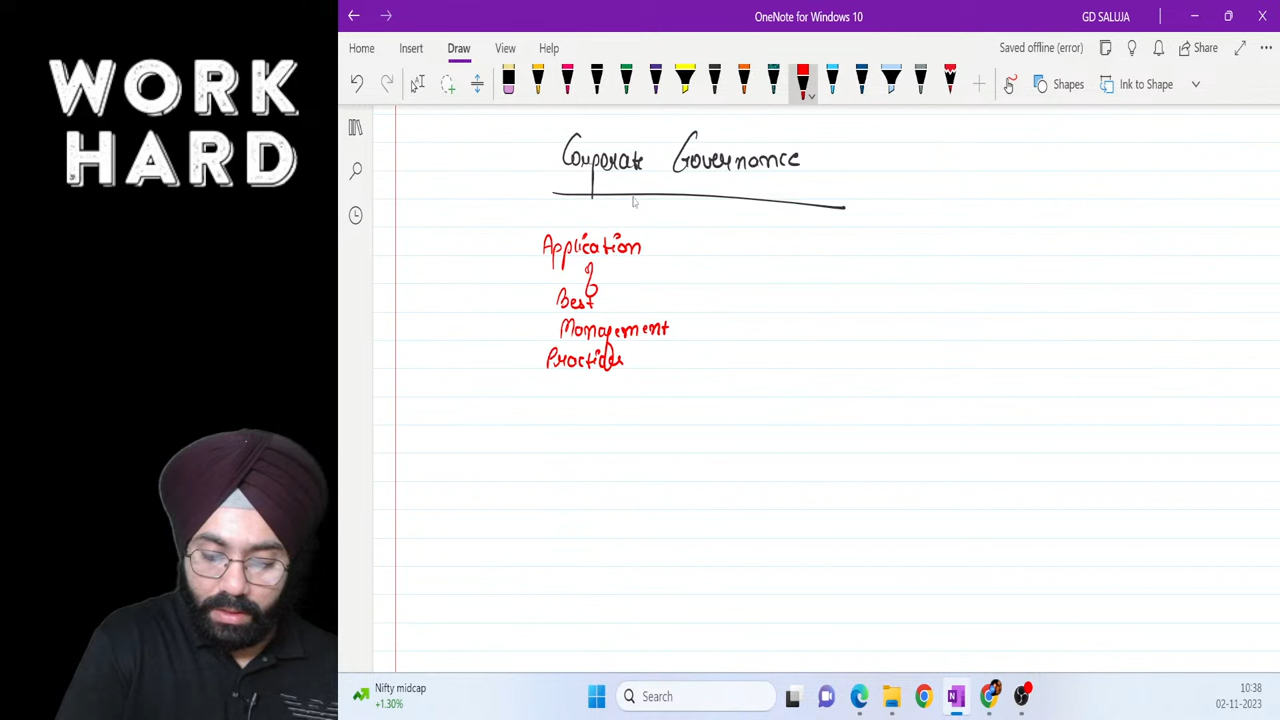 WORK
HARD
OneNote for Windows 10
GD SALUJA
Home Insert Draw View Help
Saved offline (error)
Share
Shapes
Ink to Shape
Corporate Governance
Application
of
Best
Management
Practices
Nifty midcap
+1.30%
Search
10:38
02-11-2023